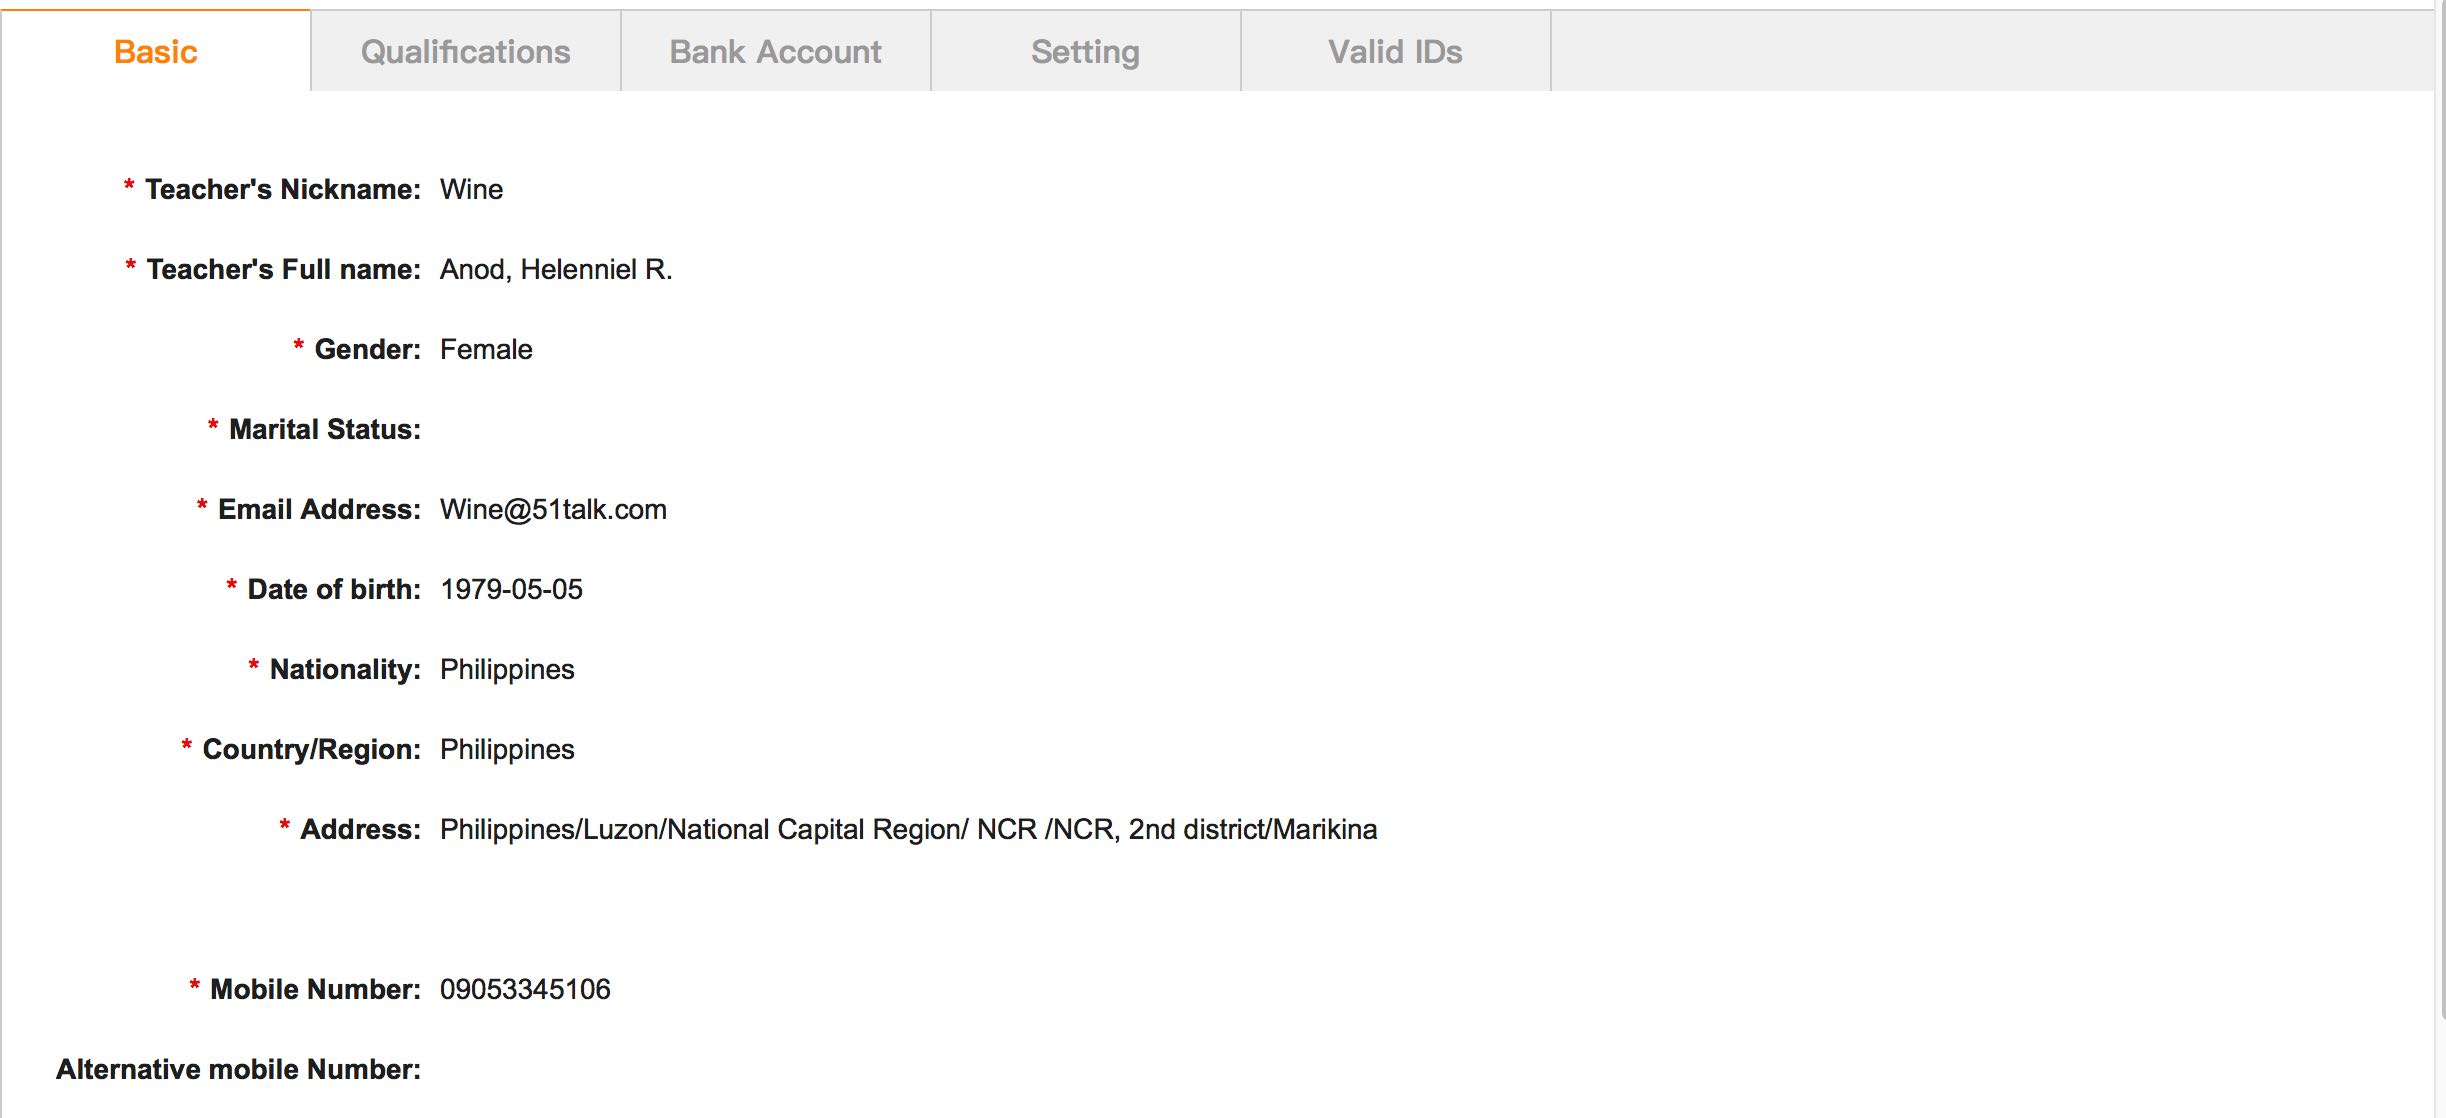 Basic Qualifications Bank Account Setting Valid IDs
* Teacher's Nickname: Wine
* Teacher's Full name: Anod, Helenniel R.
* Gender: Female
* Marital Status:
* Email Address: Wine@51talk.com
* Date of birth: 1979-05-05
* Nationality: Philippines
* Country/Region: Philippines
* Address: Philippines/Luzon/National Capital Region/ NCR /NCR, 2nd district/Marikina
* Mobile Number: 09053345106
Alternative mobile Number: